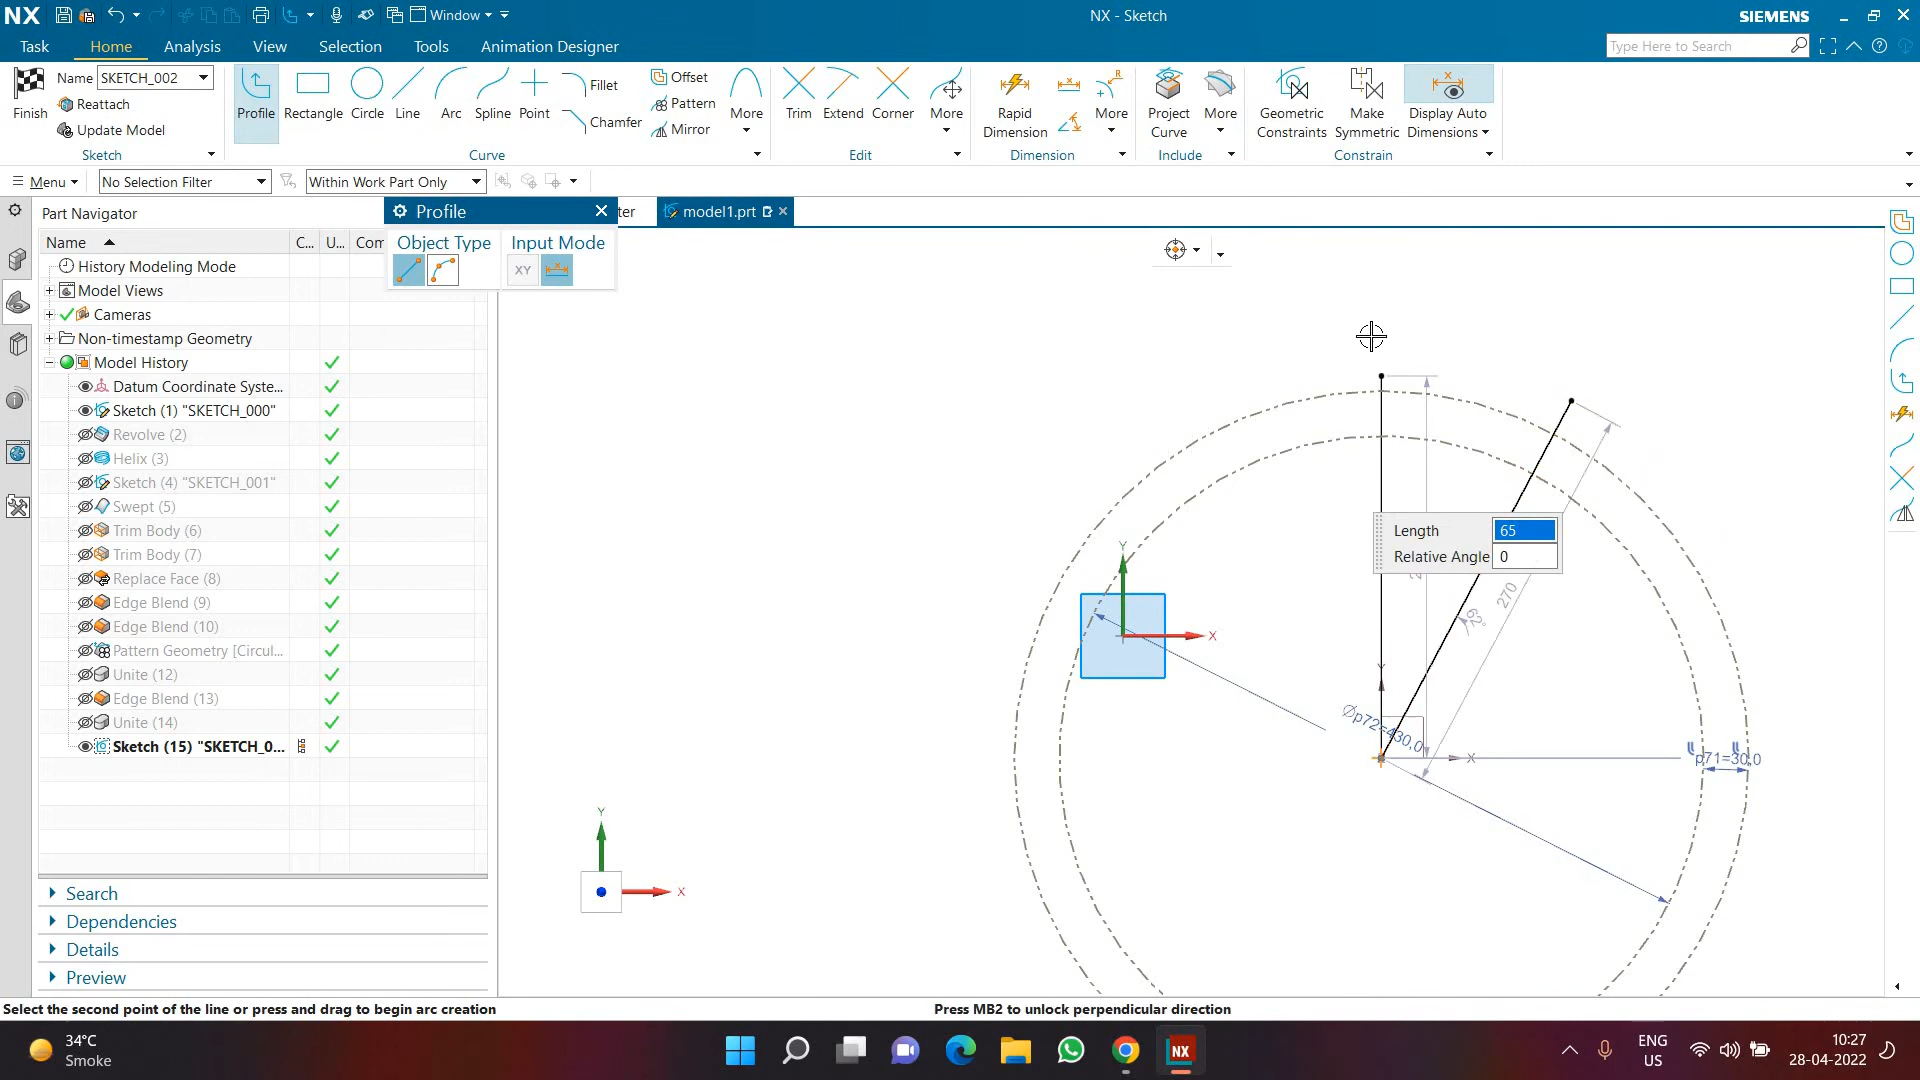 NX
Window
NX - Sketch
SIEMENS
Task
Home
Analysis
View
Selection
Tools
Animation Designer
Type Here to Search
Finish
Name SKETCH_002
Reattach
Update Model
Sketch
Profile
Rectangle
Circle
Line
Arc
Spline
Point
Fillet
Chamfer
Offset
Pattern
Mirror
More
Curve
Trim
Extend
Corner
More
Edit
Rapid
Dimension
More
Dimension
Project
Curve
More
Include
Geometric
Constraints
Make
Symmetric
Display Auto
Dimensions
Constrain
Menu
No Selection Filter
Within Work Part Only
Part Navigator
Profile
ter
model1.prt
Object Type
Input Mode
XY
Name
C...
U...
Com
History Modeling Mode
Model Views
Cameras
Non-timestamp Geometry
Model History
Datum Coordinate Syste...
Sketch (1) "SKETCH_000"
Revolve (2)
Helix (3)
Sketch (4) "SKETCH_001"
Swept (5)
Trim Body (6)
Trim Body (7)
Replace Face (8)
Edge Blend (9)
Edge Blend (10)
Pattern Geometry [Circul...
Unite (12)
Edge Blend (13)
Unite (14)
Sketch (15) "SKETCH_0...
Search
Dependencies
Details
Preview
Length 65
Relative Angle 0
270
62°
Y
X
Y
X
Øp72=430,0
p71=30,0
Y
X
Select the second point of the line or press and drag to begin arc creation
Press MB2 to unlock perpendicular direction
34°C
Smoke
NX
ENG
US
10:27
28-04-2022